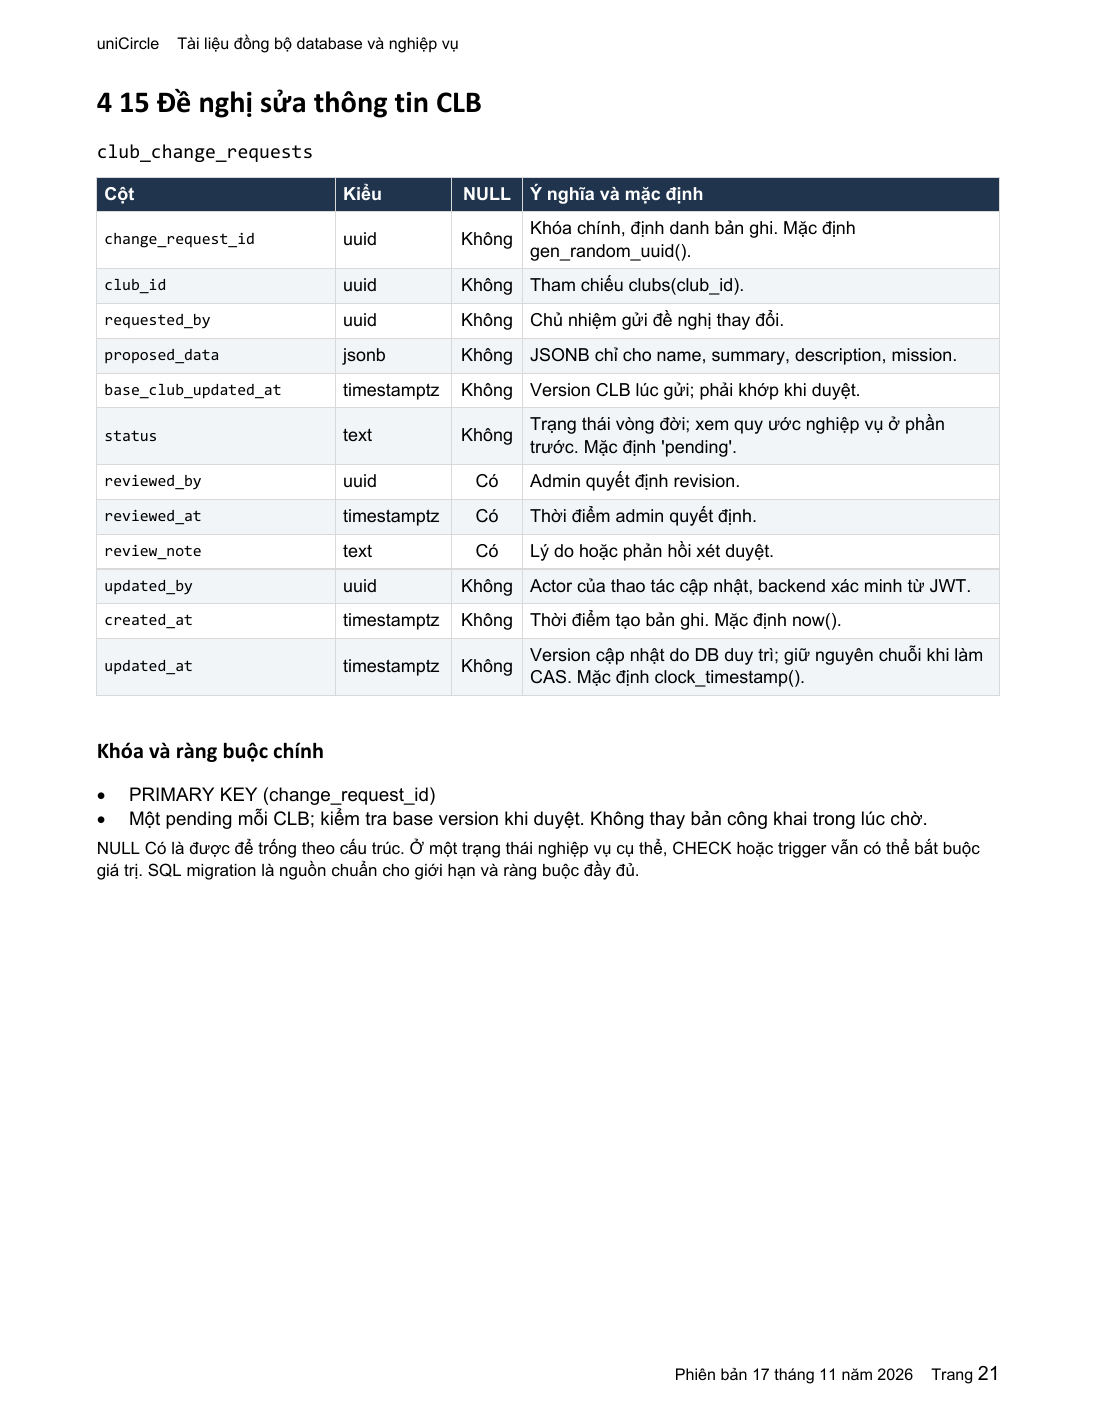 uniCircle Tài liệu đồng bộ database và nghiệp vụ
4 15 Đề nghị sửa thông tin CLB
club_change_requests
Cột Kiểu NULL Ý nghĩa và mặc định
change_request_id uuid Không Khóa chính, định danh bản ghi. Mặc định
gen_random_uuid().
club_id uuid Không Tham chiếu clubs(club_id).
requested_by uuid Không Chủ nhiệm gửi đề nghị thay đổi.
proposed_data jsonb Không JSONB chỉ cho name, summary, description, mission.
base_club_updated_at timestamptz Không Version CLB lúc gửi; phải khớp khi duyệt.
status text Không Trạng thái vòng đời; xem quy ước nghiệp vụ ở phần
trước. Mặc định 'pending'.
reviewed_by uuid Có Admin quyết định revision.
reviewed_at timestamptz Có Thời điểm admin quyết định.
review_note text Có Lý do hoặc phản hồi xét duyệt.
updated_by uuid Không Actor của thao tác cập nhật, backend xác minh từ JWT.
created_at timestamptz Không Thời điểm tạo bản ghi. Mặc định now().
updated_at timestamptz Không Version cập nhật do DB duy trì; giữ nguyên chuỗi khi làm
CAS. Mặc định clock_timestamp().
Khóa và ràng buộc chính
• PRIMARY KEY (change_request_id)
• Một pending mỗi CLB; kiểm tra base version khi duyệt. Không thay bản công khai trong lúc chờ.
NULL Có là được để trống theo cấu trúc. Ở một trạng thái nghiệp vụ cụ thể, CHECK hoặc trigger vẫn có thể bắt buộc
giá trị. SQL migration là nguồn chuẩn cho giới hạn và ràng buộc đầy đủ.
Phiên bản 17 tháng 11 năm 2026 Trang 21